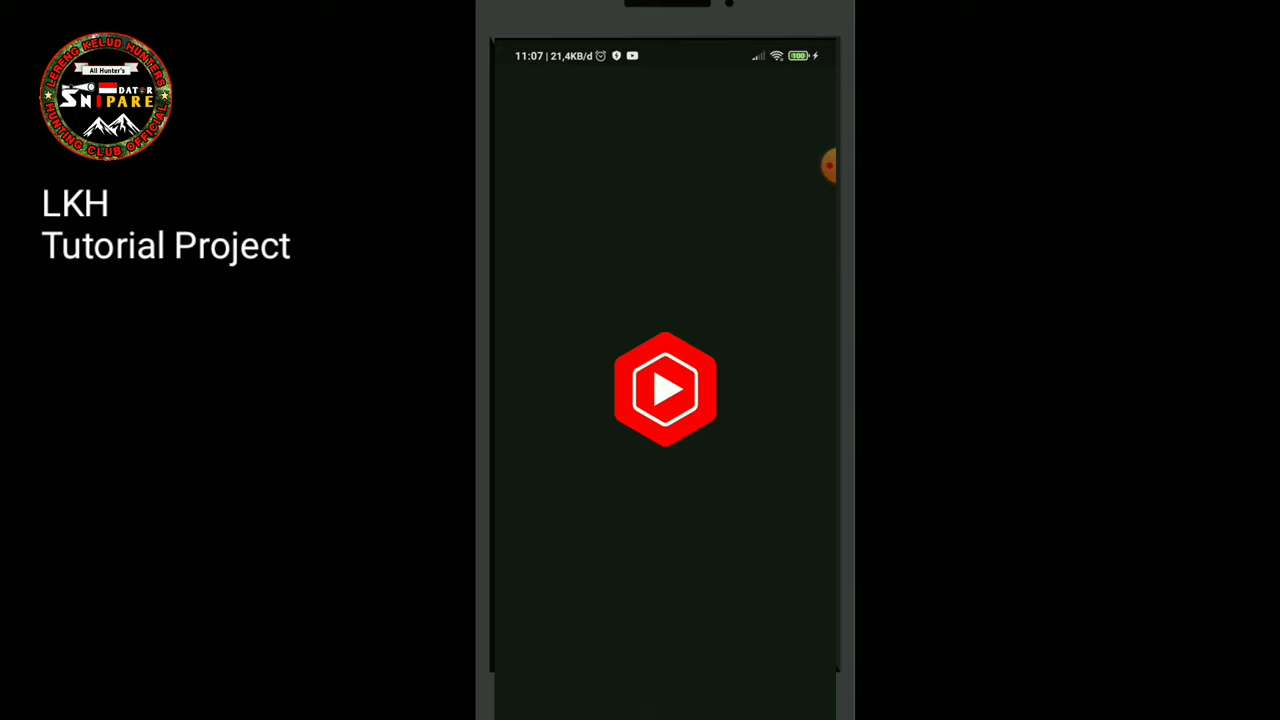 LERENG KELUD HUNTERS
All Hunter's
DATOR
SNIPARE
HUNTING CLUB OFFICIAL
LKH
Tutorial Project
11:07 | 21,4KB/d
100